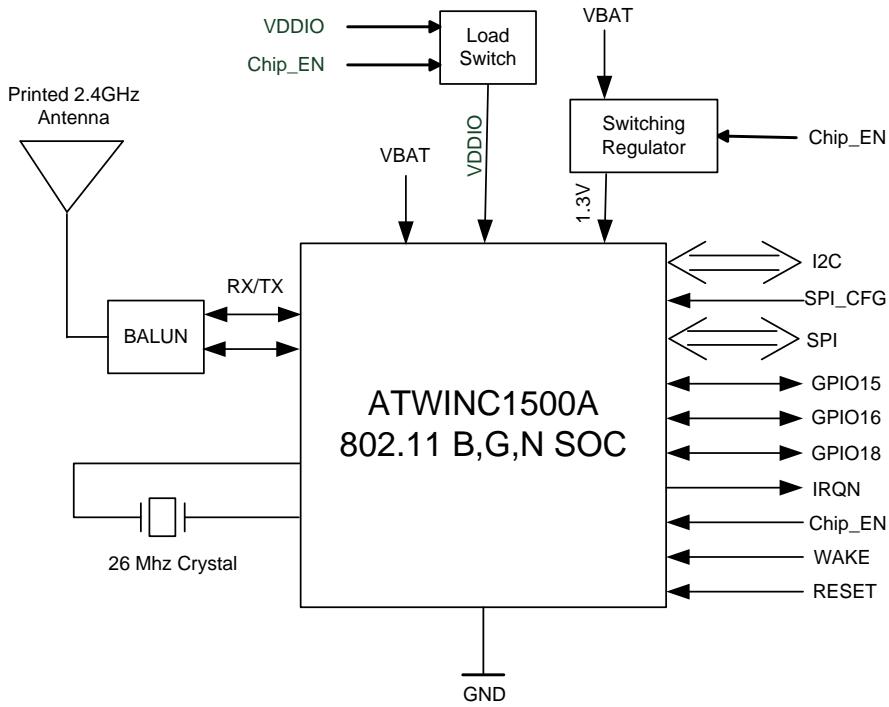 VDDIO
Chip_EN
Load
Switch
VBAT
Printed 2.4GHz
Antenna
Switching
Regulator
Chip_EN
VBAT
VDDIO
1.3V
I2C
RX/TX
SPI_CFG
BALUN
SPI
GPIO15
ATWINC1500A
802.11 B,G,N SOC
GPIO16
GPIO18
IRQN
Chip_EN
26 Mhz Crystal
WAKE
RESET
GND